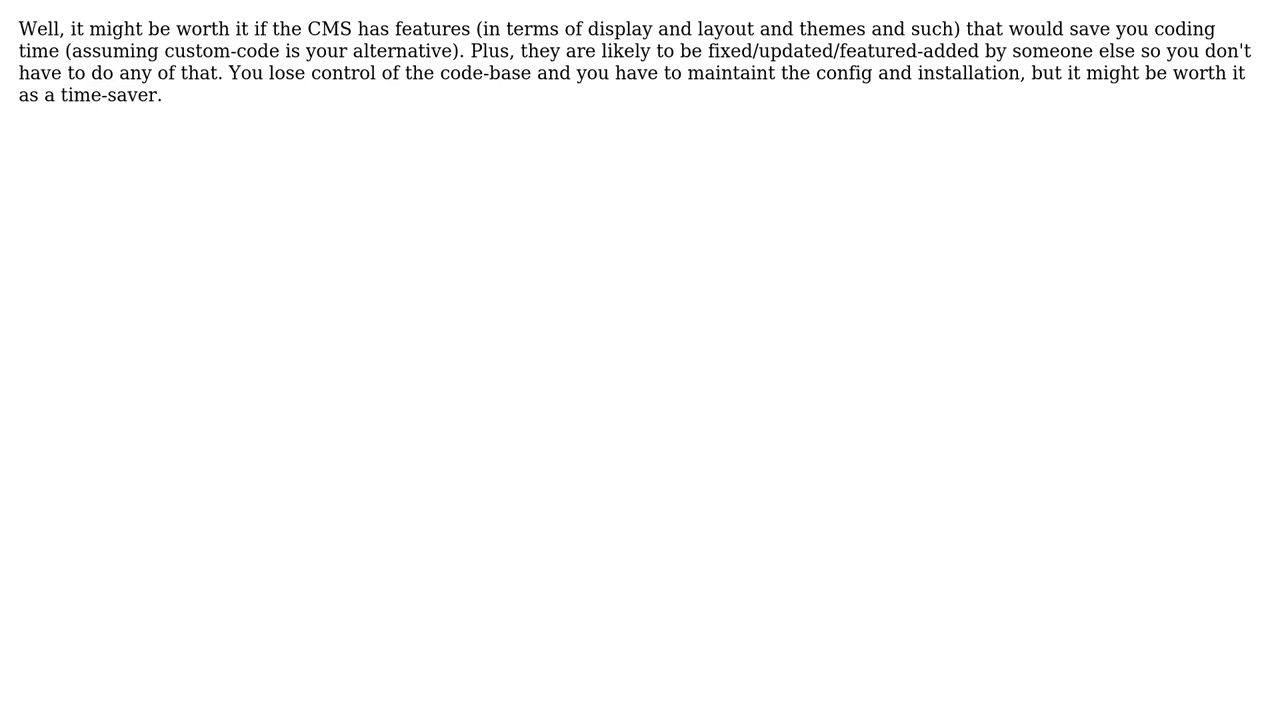 Well, it might be worth it if the CMS has features (in terms of display and layout and themes and such) that would save you coding
time (assuming custom-code is your alternative). Plus, they are likely to be fixed/updated/featured-added by someone else so you don't
have to do any of that. You lose control of the code-base and you have to maintaint the config and installation, but it might be worth it
as a time-saver.